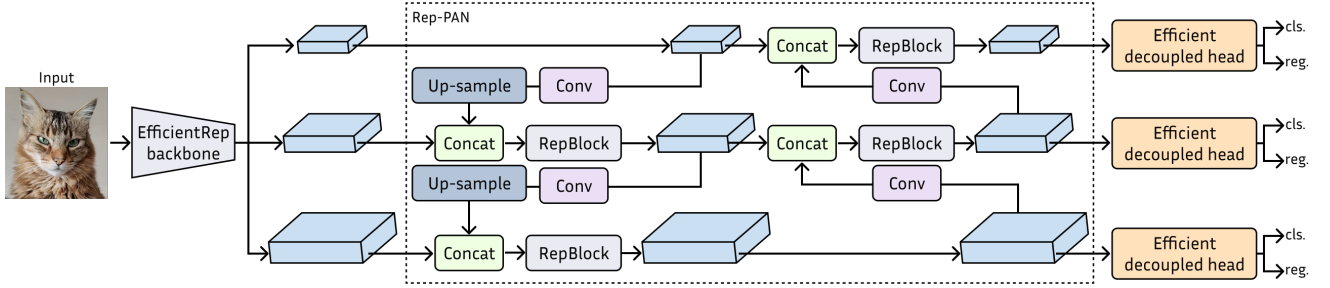 Rep-PAN
Concat
RepBlock
Efficient
decoupled head
cls.
reg.
Input
Up-sample
Conv
Conv
EfficientRep
backbone
Concat
RepBlock
Concat
RepBlock
Efficient
decoupled head
cls.
reg.
Up-sample
Conv
Conv
Concat
RepBlock
Efficient
decoupled head
cls.
reg.